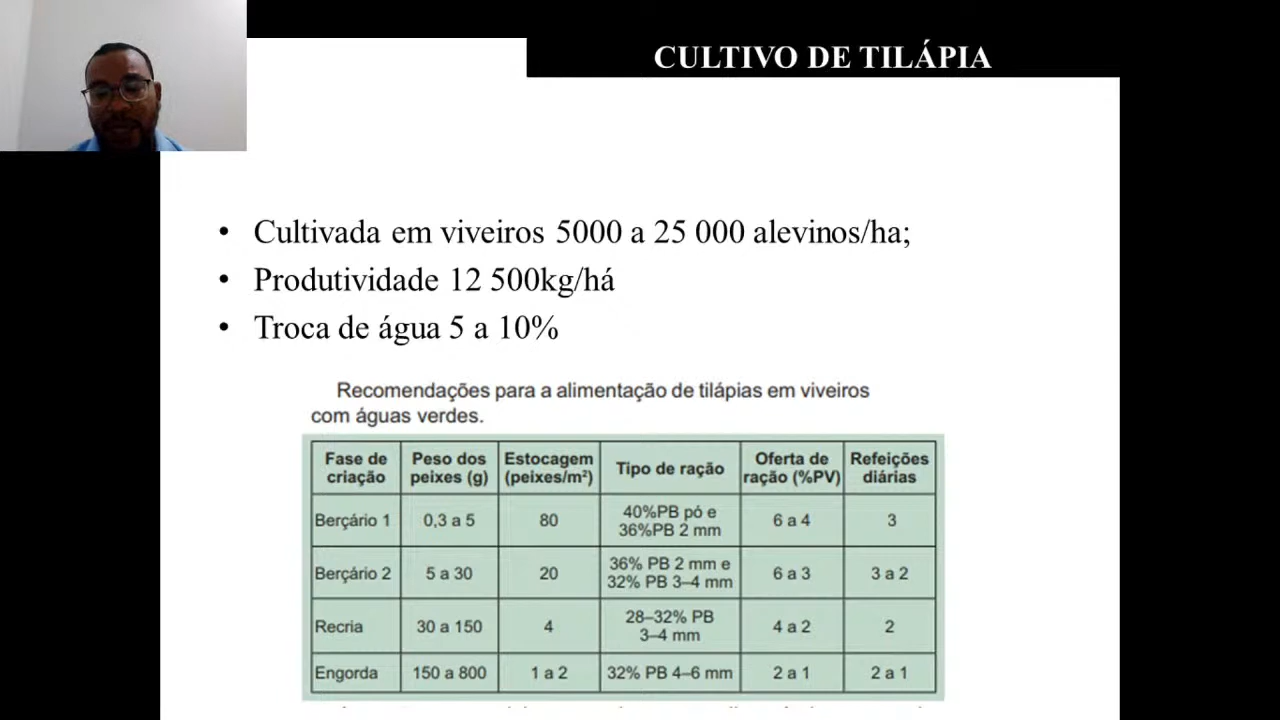 CULTIVO DE TILÁPIA
• Cultivada em viveiros 5000 a 25 000 alevinos/ha;
• Produtividade 12 500kg/há
• Troca de água 5 a 10%
Recomendações para a alimentação de tilápias em viveiros
com águas verdes.
Fase de criação Peso dos peixes (g) Estocagem (peixes/m²) Tipo de ração Oferta de ração (%PV) Refeições diárias
Berçário 1 0,3 a 5 80 40%PB pó e 36%PB 2 mm 6 a 4 3
Berçário 2 5 a 30 20 36% PB 2 mm e 32% PB 3–4 mm 6 a 3 3 a 2
Recria 30 a 150 4 28–32% PB 3–4 mm 4 a 2 2
Engorda 150 a 800 1 a 2 32% PB 4–6 mm 2 a 1 2 a 1